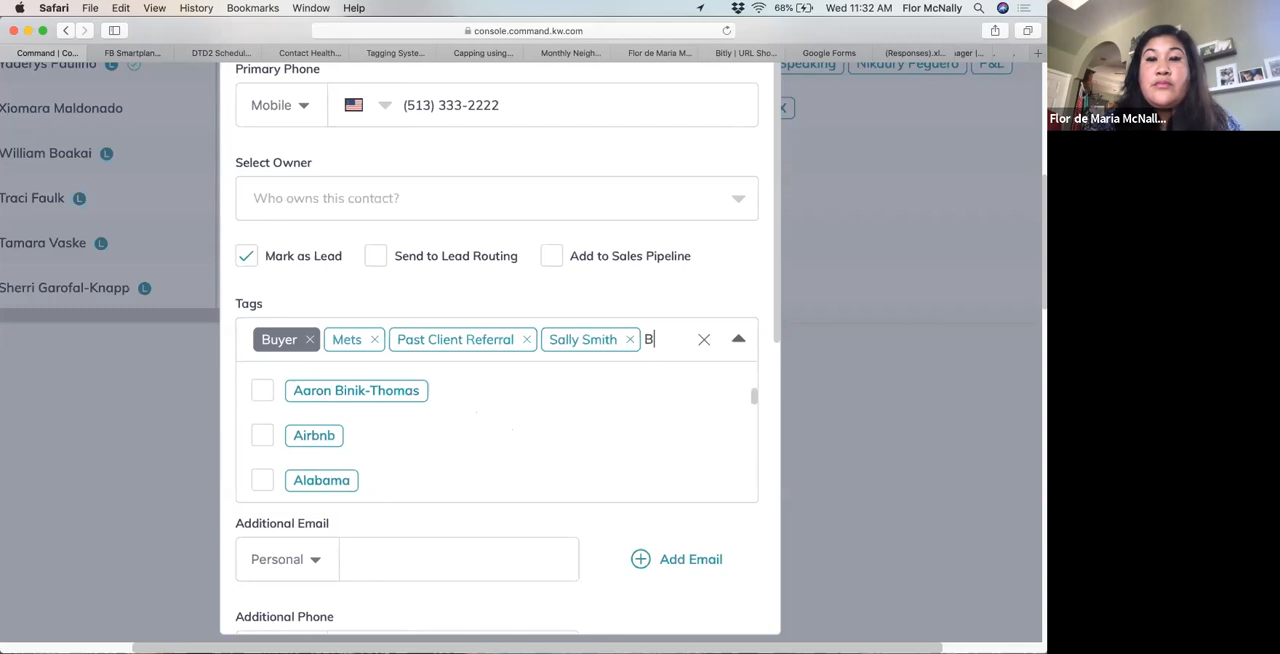 Safari File Edit View History Bookmarks Window Help 68% Wed 11:32 AM Flor McNally
console.command.kw.com
Command | Co... FB Smartplan... DTD2 Schedul... Contact Health... Tagging Syste... Capping using... Monthly Neigh... Flor de Maria M... Bitly | URL Sho... Google Forms (Responses).xl... ager |...
Yaderys Paulino L
Speaking Nikaury Peguero P&L
Xiomara Maldonado
William Boakai L
Traci Faulk L
Tamara Vaske L
Sherri Garofal-Knapp L
Primary Phone
Mobile (513) 333-2222
Select Owner
Who owns this contact?
Mark as Lead Send to Lead Routing Add to Sales Pipeline
Tags
Buyer × Mets × Past Client Referral × Sally Smith × B
Aaron Binik-Thomas
Airbnb
Alabama
Additional Email
Personal Add Email
Additional Phone
Flor de Maria McNall...